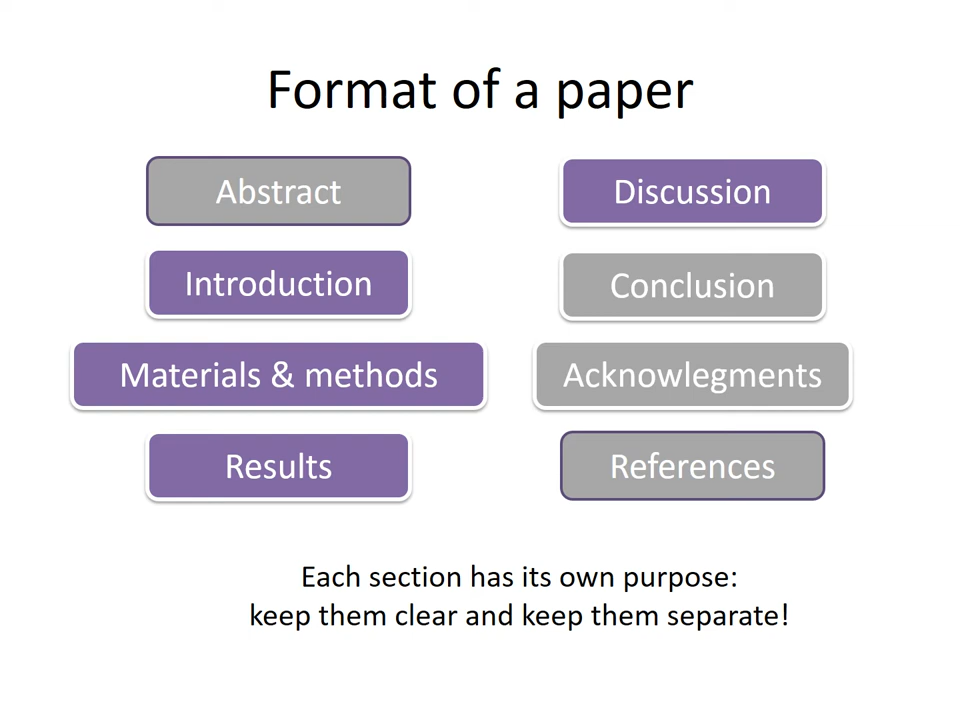 Format of a paper
Abstract
Introduction
Materials & methods
Results
Discussion
Conclusion
Acknowlegments
References
Each section has its own purpose:
keep them clear and keep them separate!